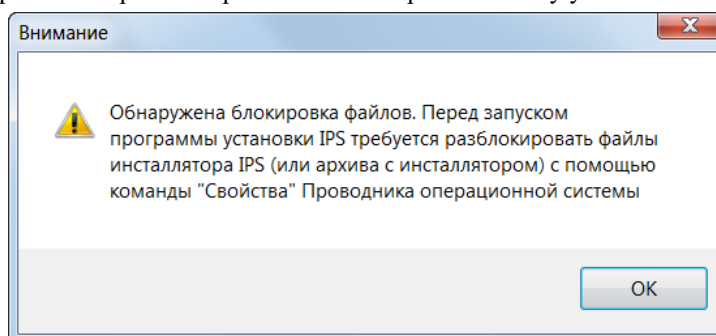 Внимание
Обнаружена блокировка файлов. Перед запуском
программы установки IPS требуется разблокировать файлы
инсталлятора IPS (или архива с инсталлятором) с помощью
команды "Свойства" Проводника операционной системы
OK